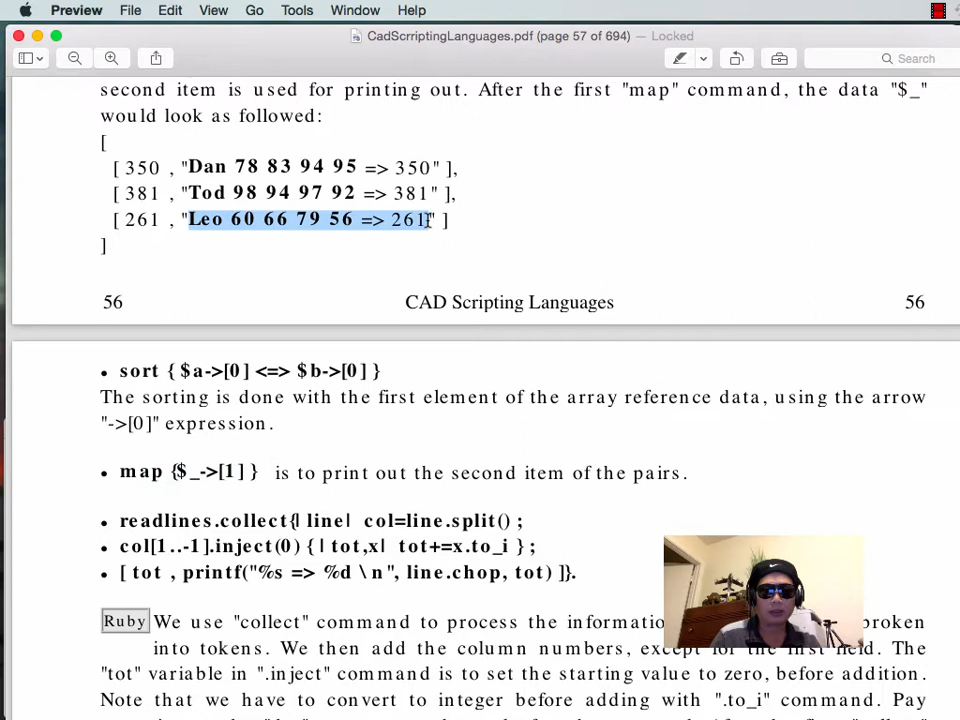 Preview File Edit View Go Tools Window Help
CadScrriptingLanguages.pdf (page 57 of 694) — Locked
Search
second item is used for printing out. After the first "map" command, the data "$_"
would look as followed:
[
[ 350 , "Dan 78 83 94 95 => 350" ],
[ 381 , "Tod 98 94 97 92 => 381" ],
[ 261 , "Leo 60 66 79 56 => 261" ]
]
56 CAD Scripting Languages 56
• sort { $a->[0] <=> $b->[0] }
The sorting is done with the first element of the array reference data, using the arrow
"->[0]" expression.
• map {$_->[1] } is to print out the second item of the pairs.
• readlines.collect{| line| col=line.split() ;
• col[1..-1].inject(0) { | tot,x| tot+=x.to_i } ;
• [ tot , printf("%s => %d \n", line.chop, tot) ]}.
Ruby We use "collect" command to process the broken
into tokens. We then add the column numbers, except for the first field. The
"tot" variable in ".inject" command is to set the starting value to zero, before addition.
Note that we have to convert to integer before adding with ".to_i" command. Pay